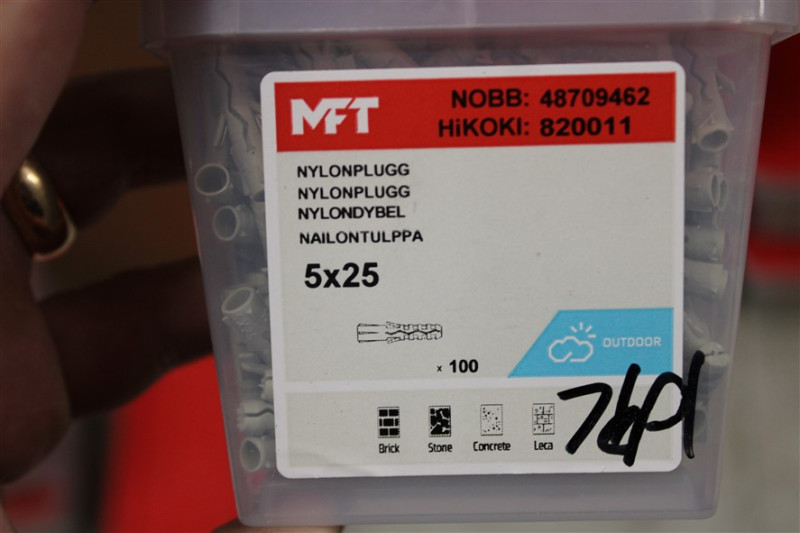 MFT
NOBB: 48709462
HiKOKI: 820011
NYLONPLUGG
NYLONPLUGG
NYLONDYBEL
NAILONTULPPA
5x25
x 100
OUTDOOR
Brick Stone Concrete Leca